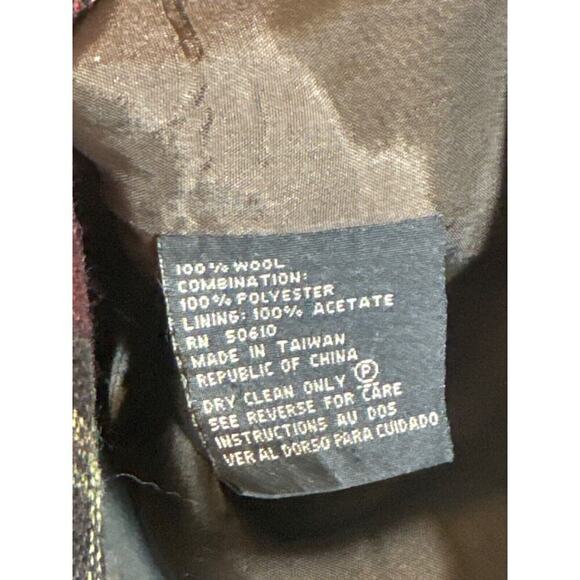 100% WOOL
COMBINATION:
100% POLYESTER
LINING: 100% ACETATE
RN 50610
MADE IN TAIWAN
REPUBLIC OF CHINA
DRY CLEAN ONLY Ⓟ
SEE REVERSE FOR CARE
INSTRUCTIONS AU DOS
VER AL DORSO PARA CUIDADO